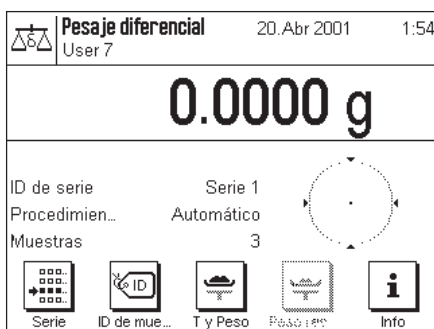 Pesaje diferencial 20.Abr 2001 1:54
User 7
0.0000 g
ID de serie Serie 1
Procedimien... Automático
Muestras 3
ID
Serie ID de mue... T y Peso Info